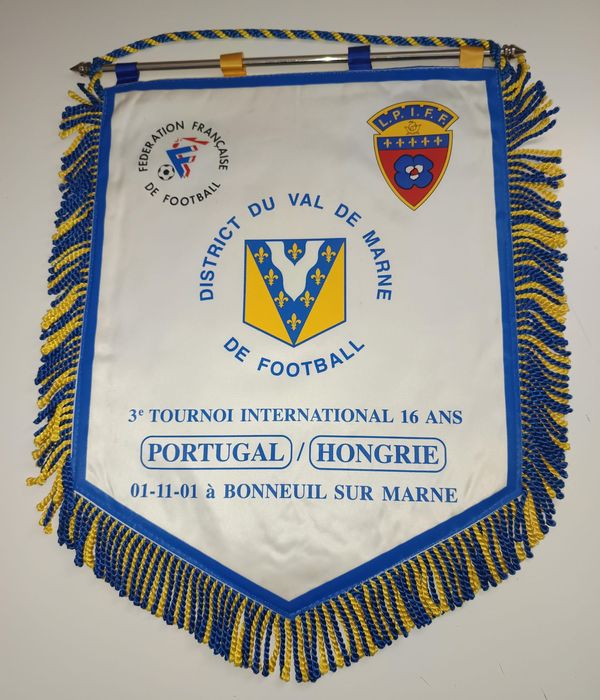 FEDERATION FRANÇAISE
DE FOOTBALL
L.P.I.F.F.
DISTRICT DU VAL DE MARNE
DE FOOTBALL
3e TOURNOI INTERNATIONAL 16 ANS
PORTUGAL / HONGRIE
01-11-01 à BONNEUIL SUR MARNE